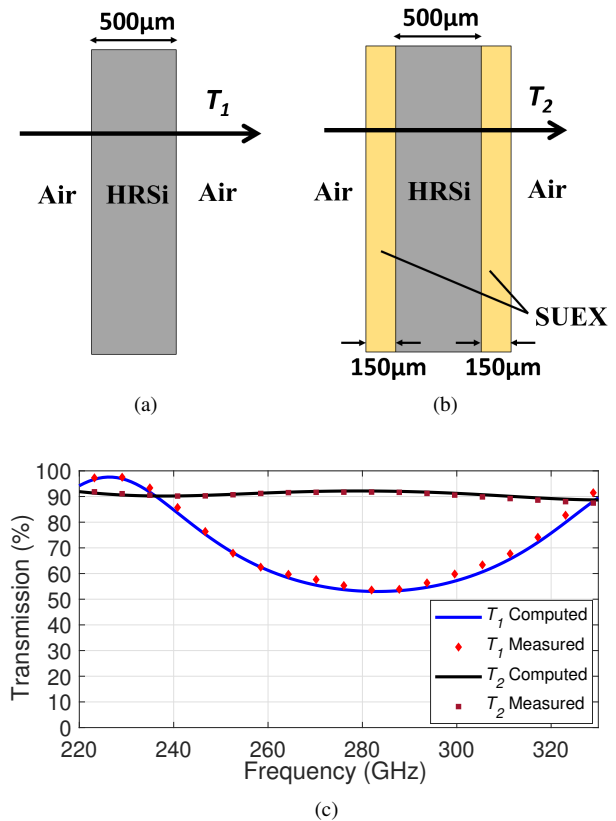 500μm
T1
Air HRSi Air
(a)
500μm
T2
Air HRSi Air
SUEX
150μm 150μm
(b)
Transmission (%)
100
90
80
70
60
50
40
30
20
10
0
T1 Computed
T1 Measured
T2 Computed
T2 Measured
220 240 260 280 300 320
Frequency (GHz)
(c)